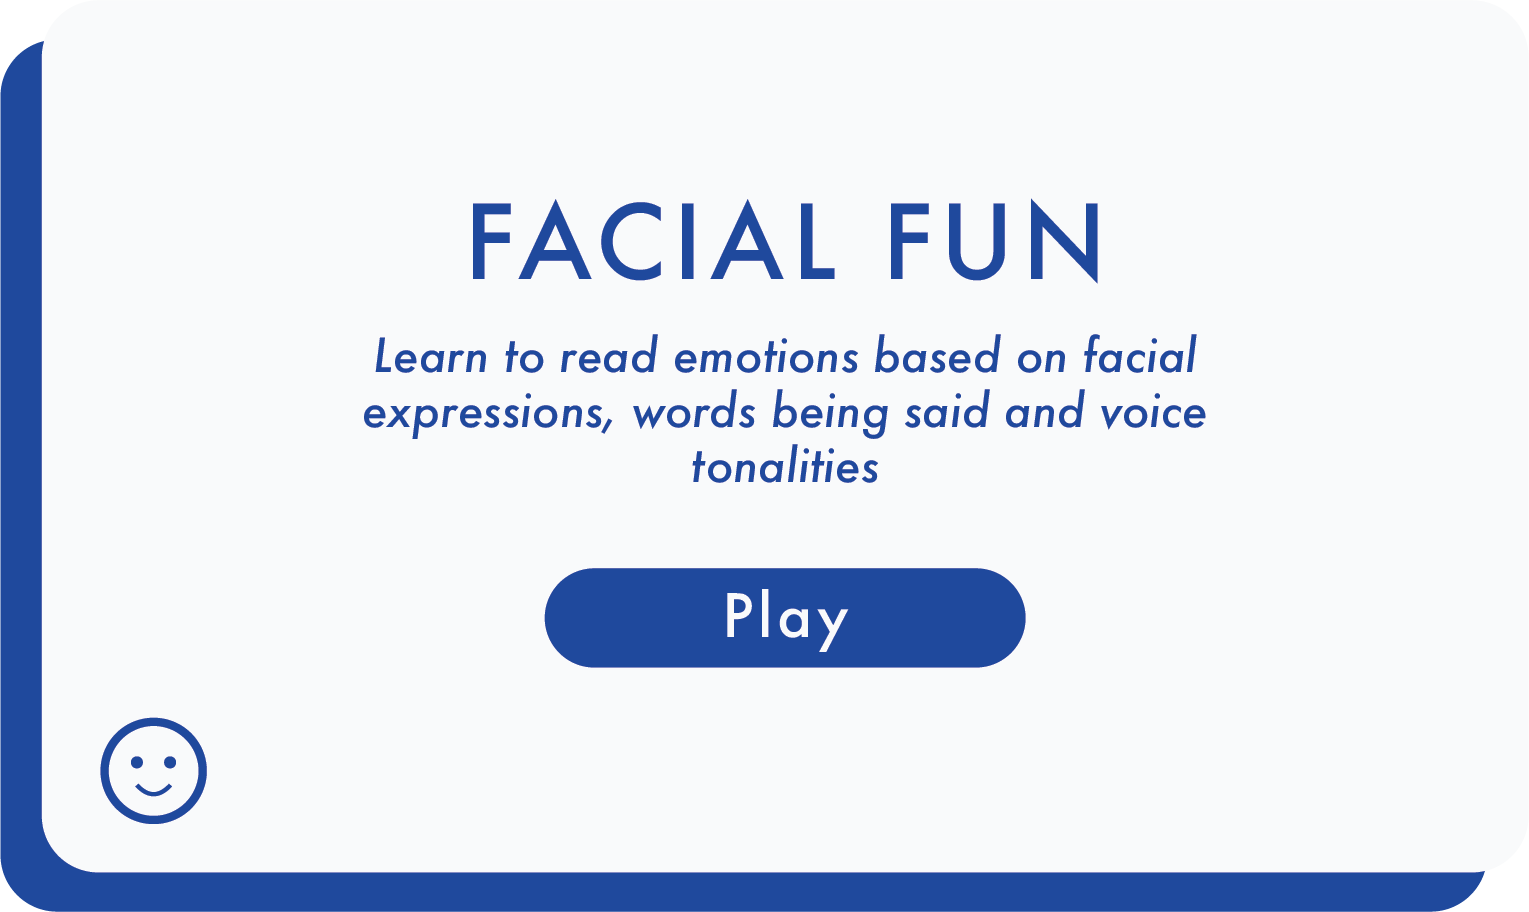 FACIAL FUN
Learn to read emotions based on facial
expressions, words being said and voice
tonalities
Play